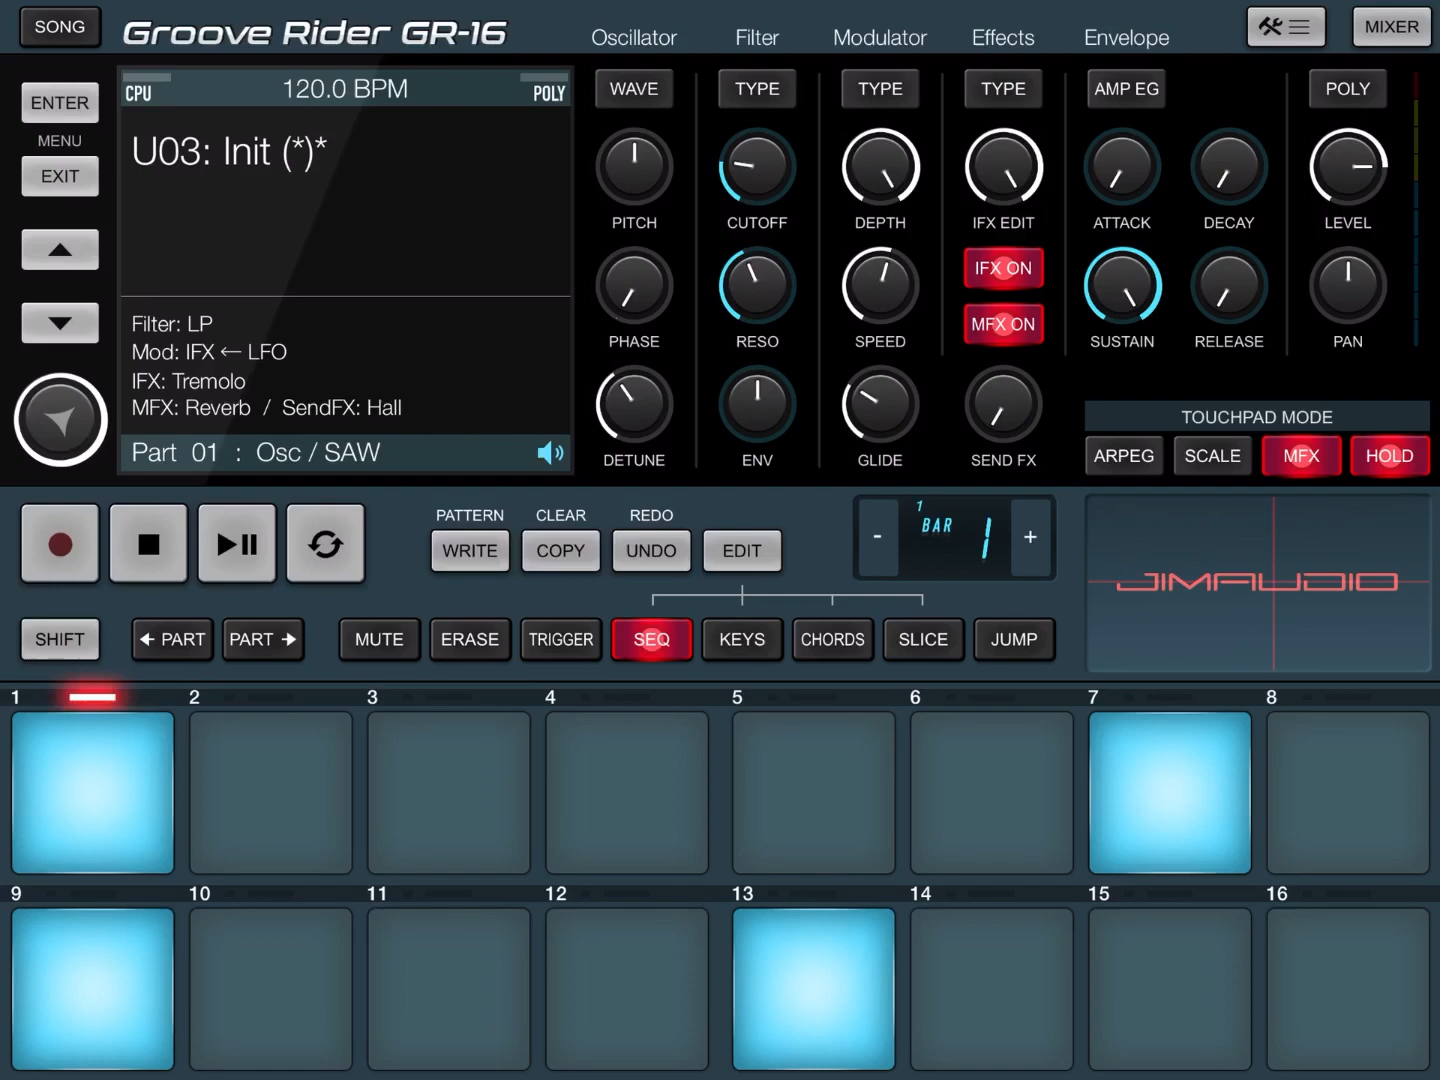 SONG
Groove Rider GR-16
Oscillator
Filter
Modulator
Effects
Envelope
MIXER
CPU
120.0 BPM
POLY
WAVE
TYPE
TYPE
TYPE
AMP EG
POLY
ENTER
MENU
EXIT
U03: Init (*)*
PITCH
CUTOFF
DEPTH
IFX EDIT
ATTACK
DECAY
LEVEL
IFX ON
MFX ON
PHASE
RESO
SPEED
SUSTAIN
RELEASE
PAN
Filter: LP
Mod: IFX ← LFO
IFX: Tremolo
MFX: Reverb / SendFX: Hall
Part 01 : Osc / SAW
DETUNE
ENV
GLIDE
SEND FX
TOUCHPAD MODE
ARPEG
SCALE
MFX
HOLD
PATTERN
CLEAR
REDO
WRITE
COPY
UNDO
EDIT
-
1
BAR
1
+
JIMAUDIO
SHIFT
← PART
PART →
MUTE
ERASE
TRIGGER
SEQ
KEYS
CHORDS
SLICE
JUMP
1 2 3 4 5 6 7 8
9 10 11 12 13 14 15 16